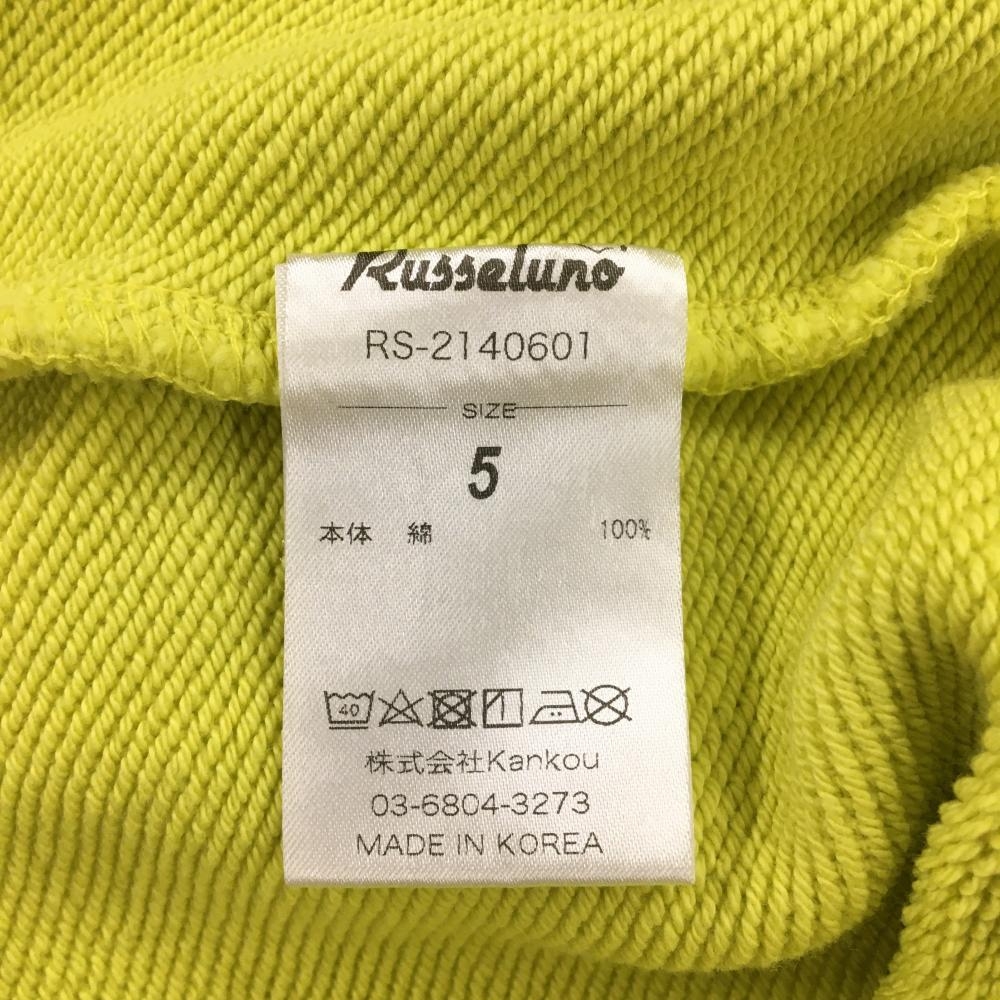 Russeluno
RS-2140601
SIZE
5
本体 綿 100%
40
株式会社Kankou
03-6804-3273
MADE IN KOREA